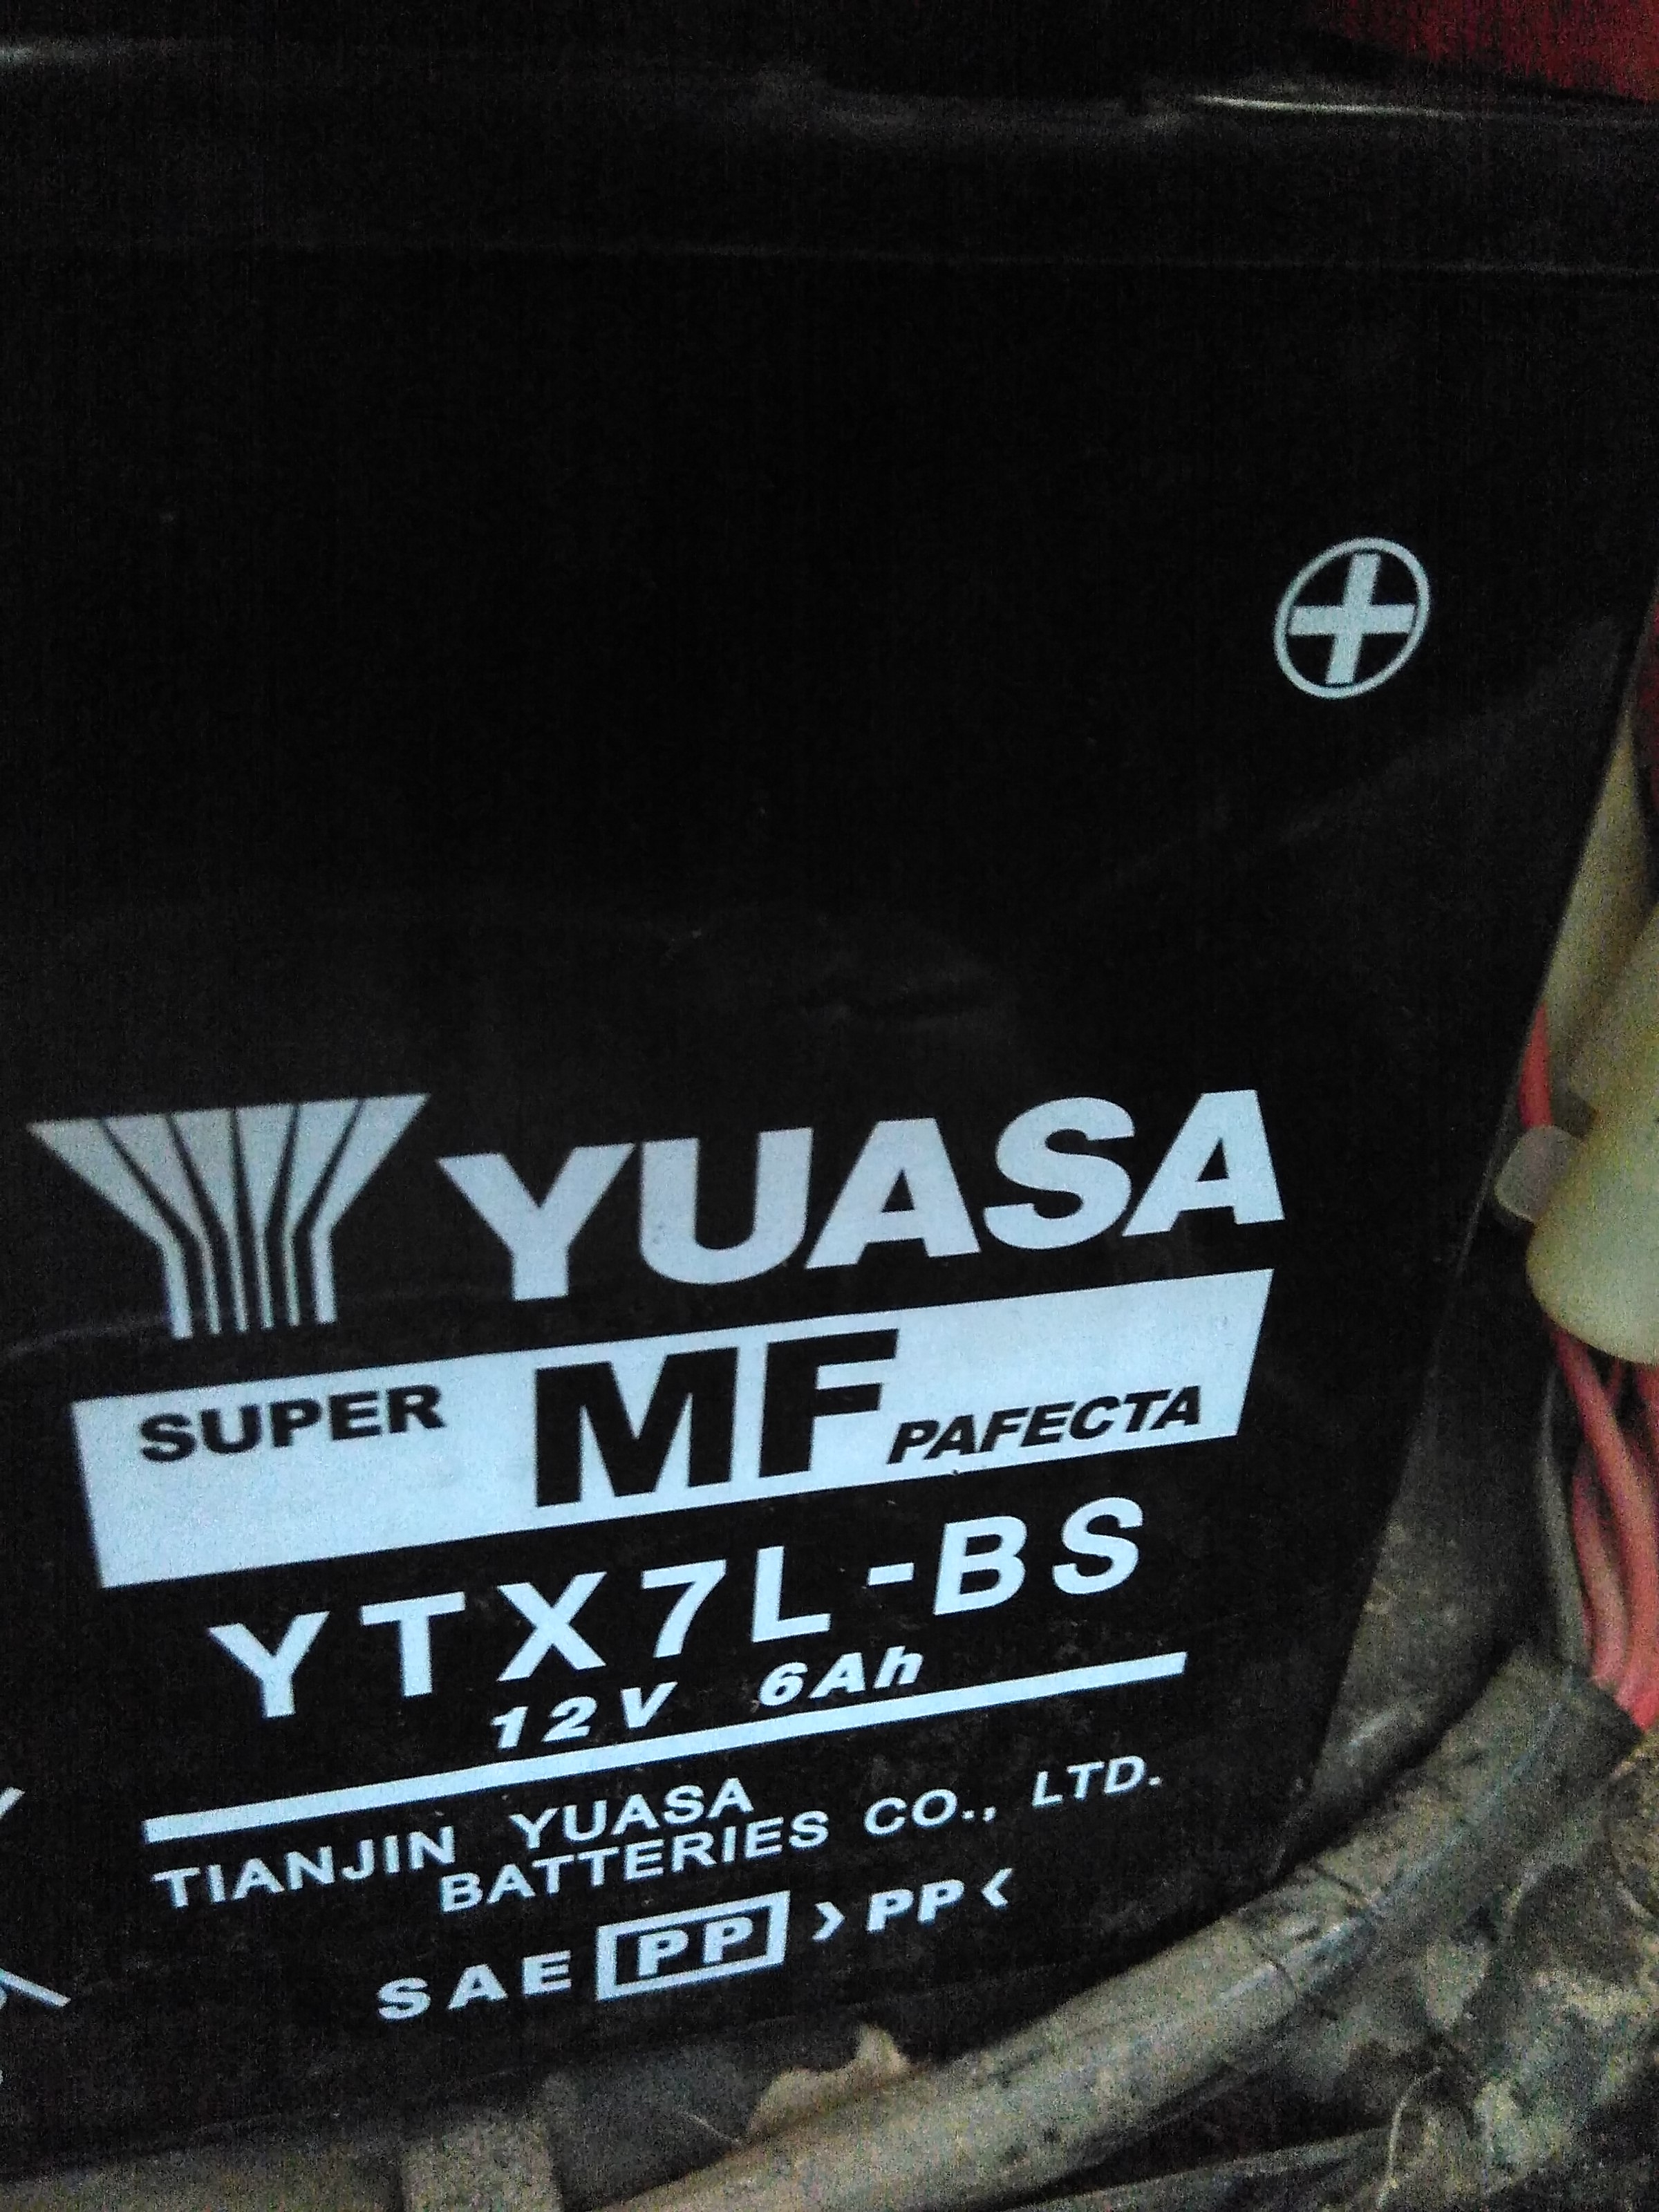 +
YUASA
SUPER MF PAFECTA
YTX7L-BS
12V 6Ah
TIANJIN YUASA
BATTERIES CO., LTD.
SAE PP >PP<